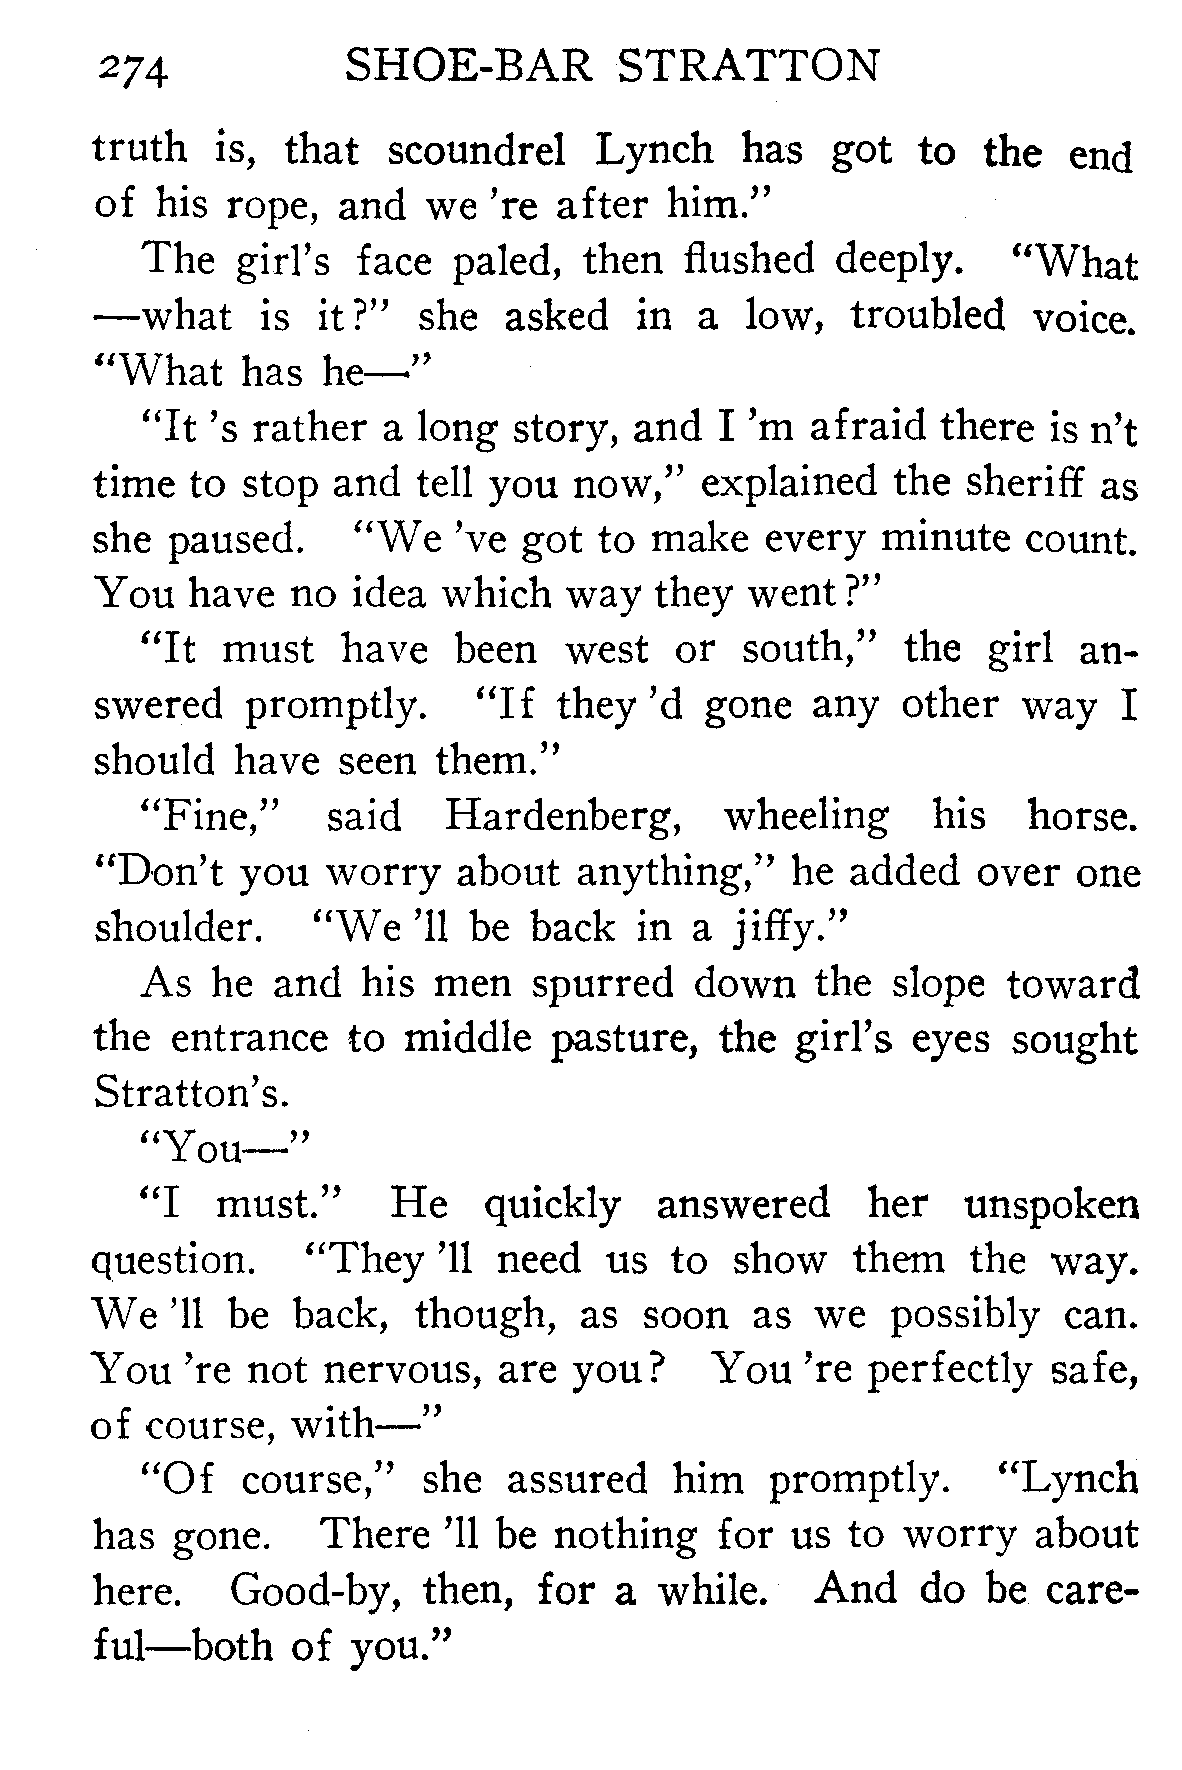 274 SHOE-BAR STRATTON
truth is, that scoundrel Lynch has got to the end
of his rope, and we 're after him."
The girl's face paled, then flushed deeply. "What
—what is it?" she asked in a low, troubled voice.
"What has he—"
"It 's rather a long story, and I 'm afraid there is n't
time to stop and tell you now," explained the sheriff as
she paused. "We 've got to make every minute count.
You have no idea which way they went?"
"It must have been west or south," the girl an-
swered promptly. "If they 'd gone any other way I
should have seen them."
"Fine," said Hardenberg, wheeling his horse.
"Don't you worry about anything," he added over one
shoulder. "We 'll be back in a jiffy."
As he and his men spurred down the slope toward
the entrance to middle pasture, the girl's eyes sought
Stratton's.
"You—"
"I must." He quickly answered her unspoken
question. "They 'll need us to show them the way.
We 'll be back, though, as soon as we possibly can.
You 're not nervous, are you? You 're perfectly safe,
of course, with—"
"Of course," she assured him promptly. "Lynch
has gone. There 'll be nothing for us to worry about
here. Good-by, then, for a while. And do be care-
ful—both of you."